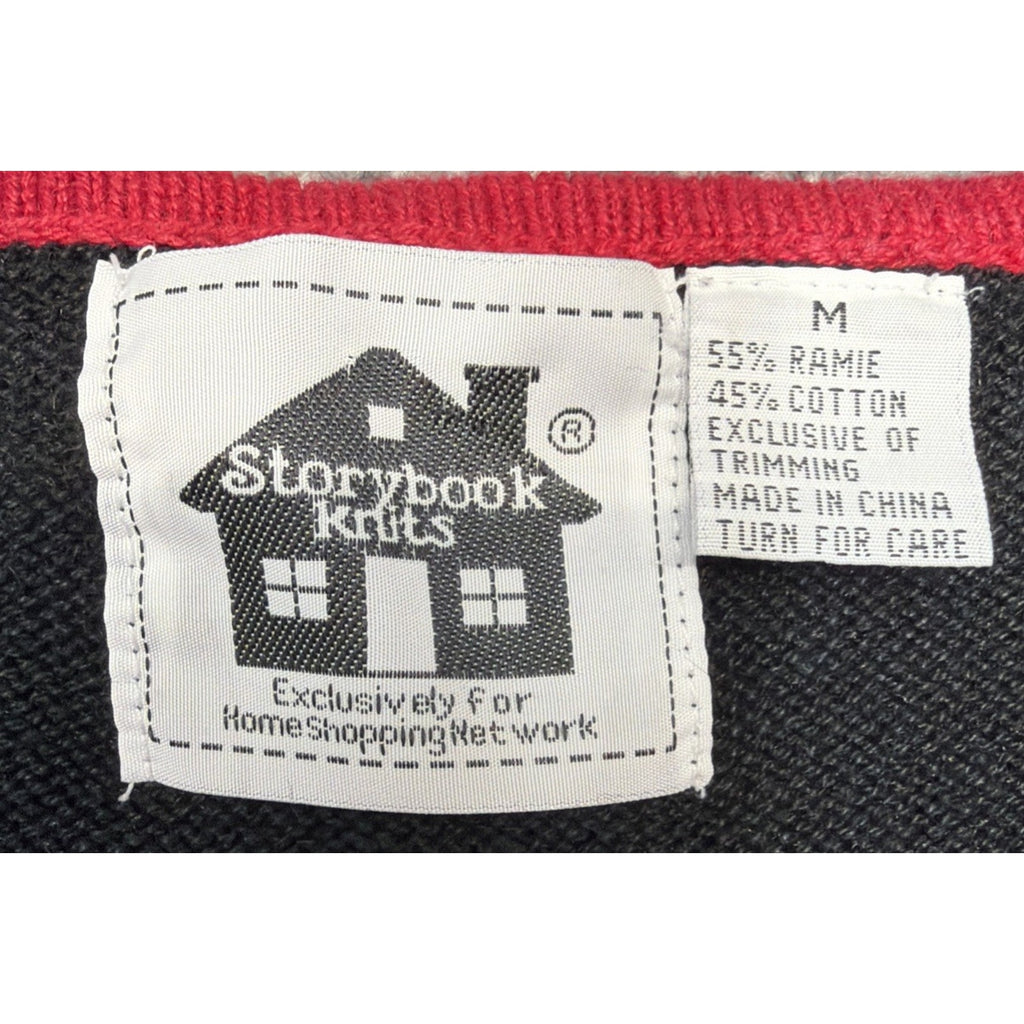 Storybook
Knits
®
Exclusively for
HomeShoppingNetwork
M
55% RAMIE
45% COTTON
EXCLUSIVE OF
TRIMMING
MADE IN CHINA
TURN FOR CARE